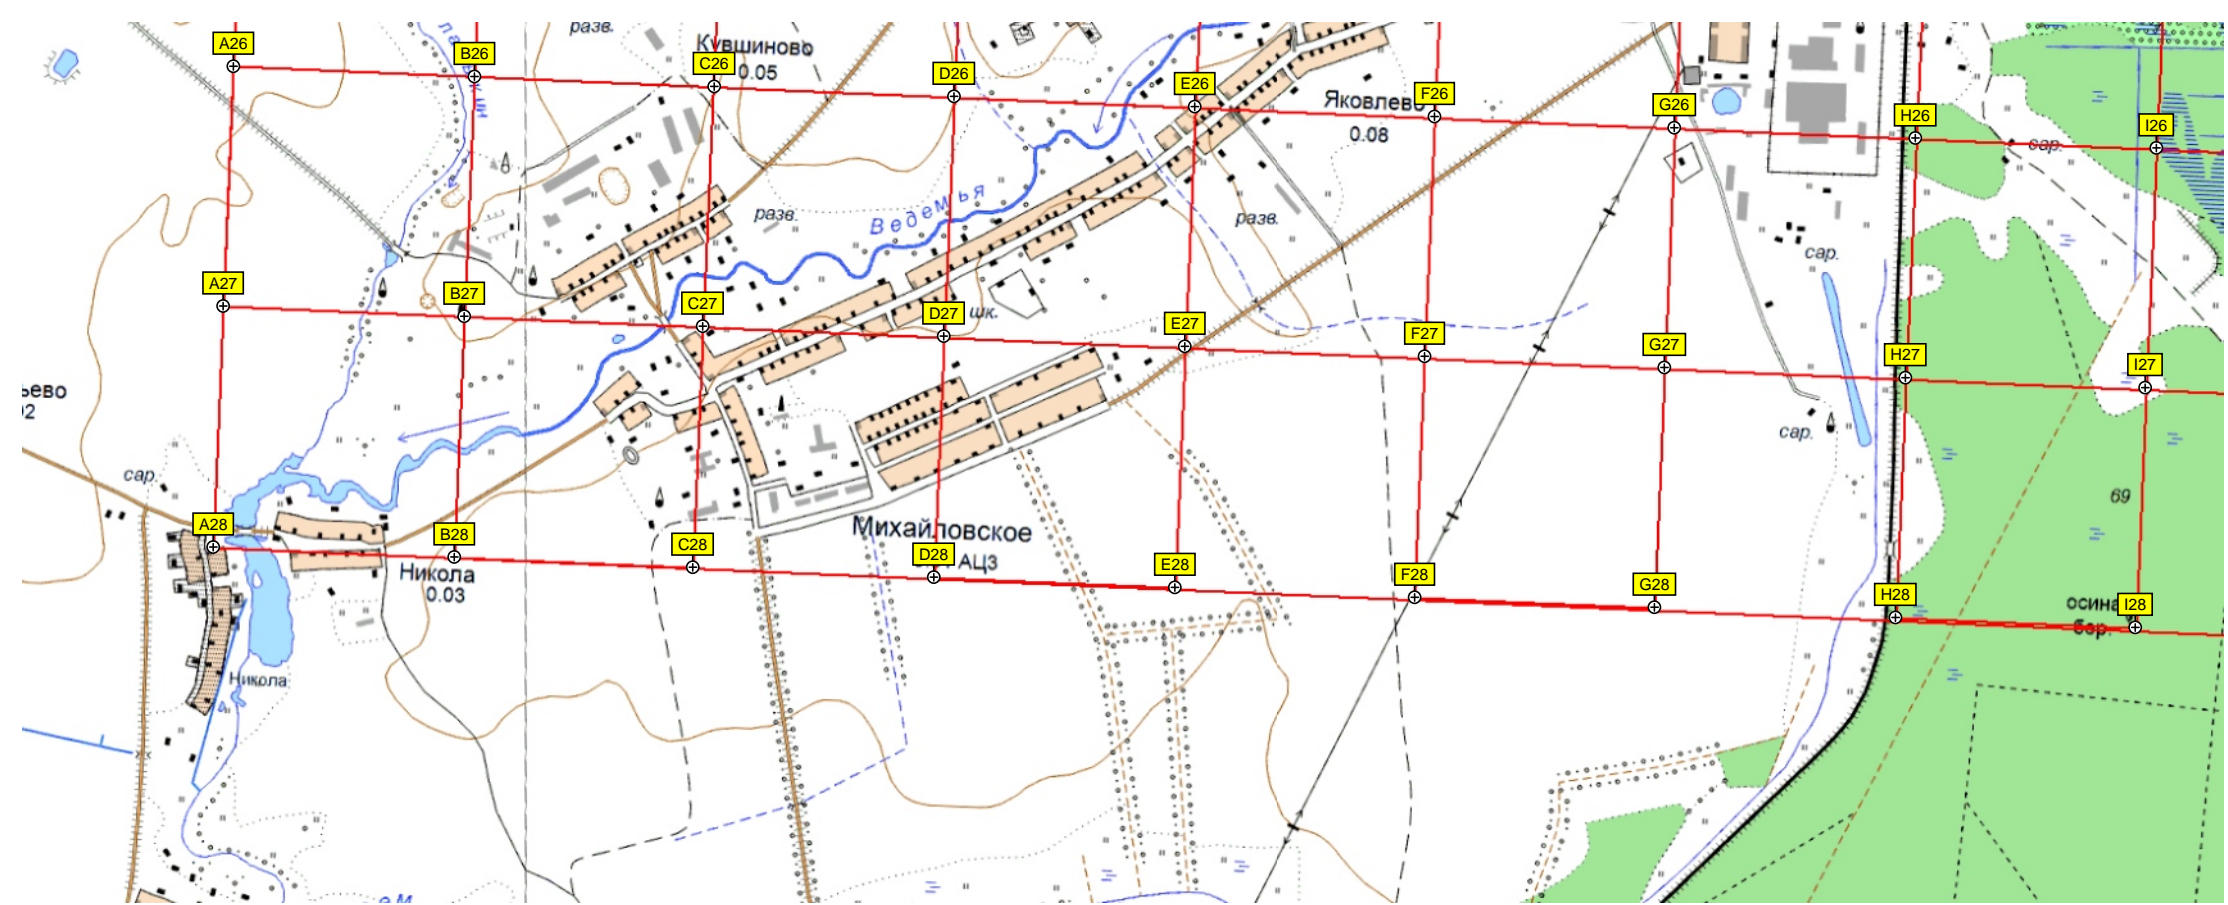 разв.
Кувшиново
0.05
A26
B26
C26
D26
E26
F26
G26
H26
I26
Яковлево
0.08
сар.
Ведемья
разв.
разв.
сар.
A27
B27
C27
D27
шк.
E27
F27
G27
H27
I27
ьево
сар.
сар.
69
A28
B28
C28
D28
E28
F28
G28
H28
I28
Михайловское
АЦЗ
Никола
0.03
осина
бер.
Никола